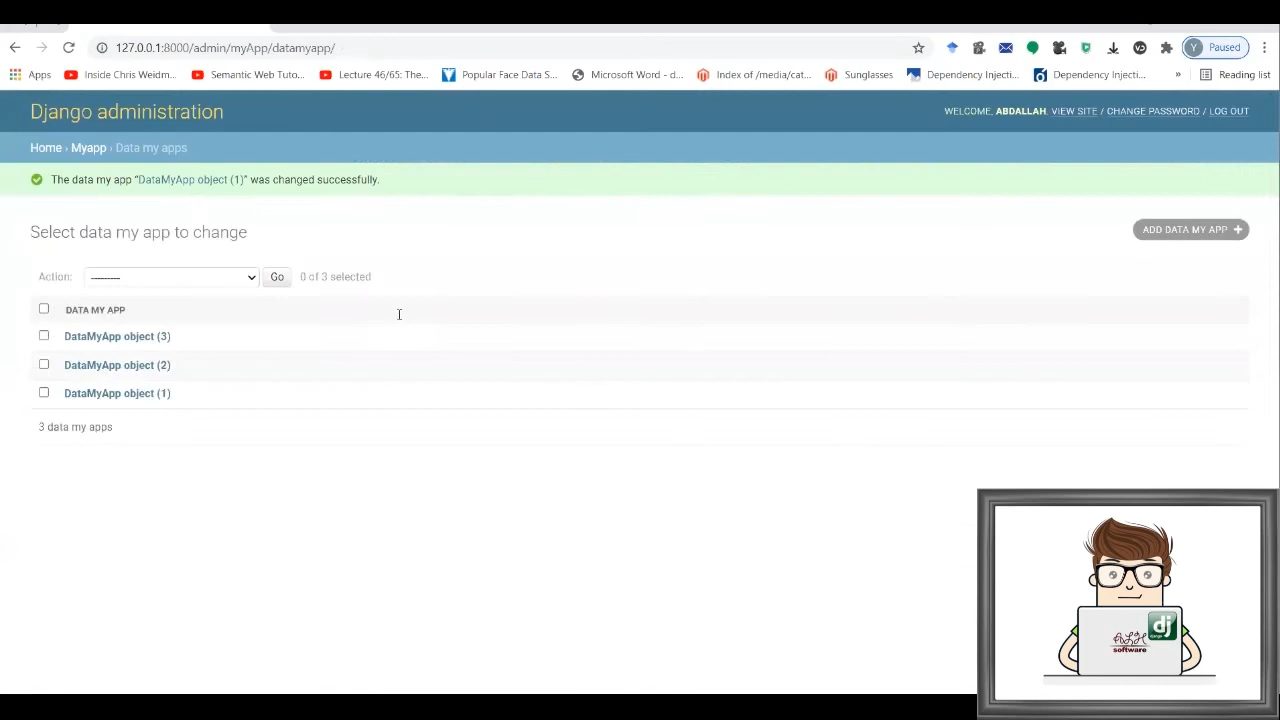 127.0.0.1:8000/admin/myApp/datamyapp/
Y Paused
Apps Inside Chris Weidm... Semantic Web Tuto... Lecture 46/65: The... Popular Face Data S... Microsoft Word - d... Index of /media/cat... Sunglasses Dependency Injecti... Dependency Injecti... » Reading list
Django administration
WELCOME, ABDALLAH. VIEW SITE / CHANGE PASSWORD / LOG OUT
Home › Myapp › Data my apps
The data my app “DataMyApp object (1)” was changed successfully.
Select data my app to change
ADD DATA MY APP +
Action: --------- Go 0 of 3 selected
DATA MY APP
DataMyApp object (3)
DataMyApp object (2)
DataMyApp object (1)
3 data my apps
dj
django
software